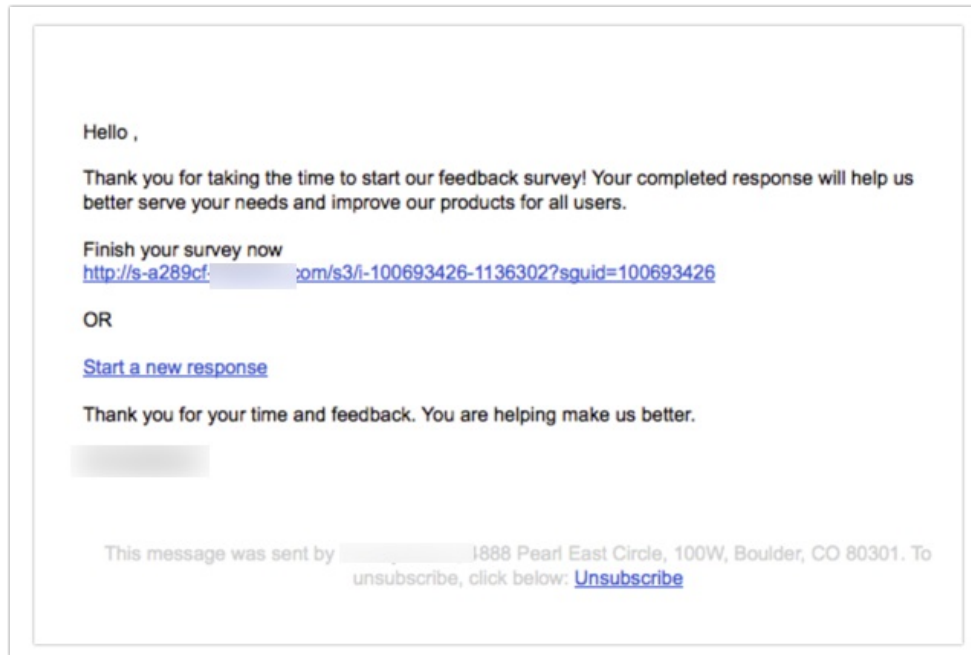 Hello ,
Thank you for taking the time to start our feedback survey! Your completed response will help us
better serve your needs and improve our products for all users.
Finish your survey now
http://s-a289cf- .com/s3/i-100693426-1136302?sguid=100693426
OR
Start a new response
Thank you for your time and feedback. You are helping make us better.
This message was sent by 4888 Pearl East Circle, 100W, Boulder, CO 80301. To
unsubscribe, click below: Unsubscribe